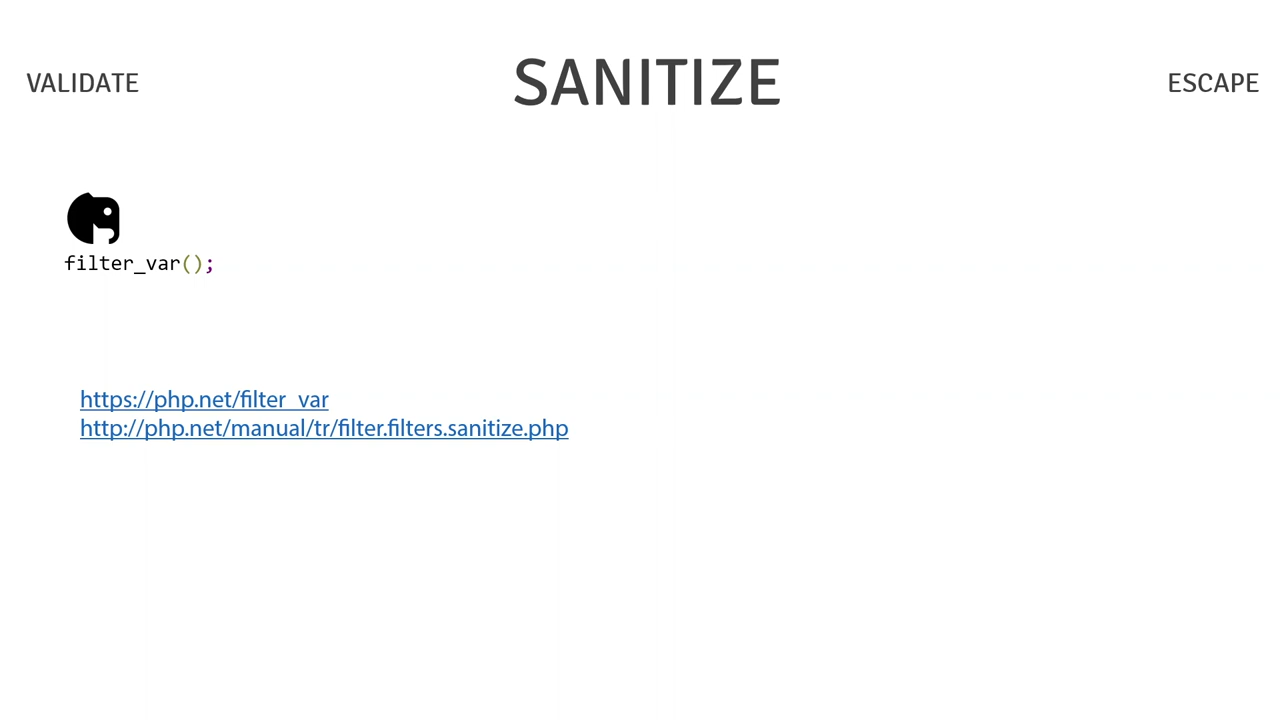 VALIDATE
SANITIZE
ESCAPE
filter_var();
https://php.net/filter_var
http://php.net/manual/tr/filter.filters.sanitize.php